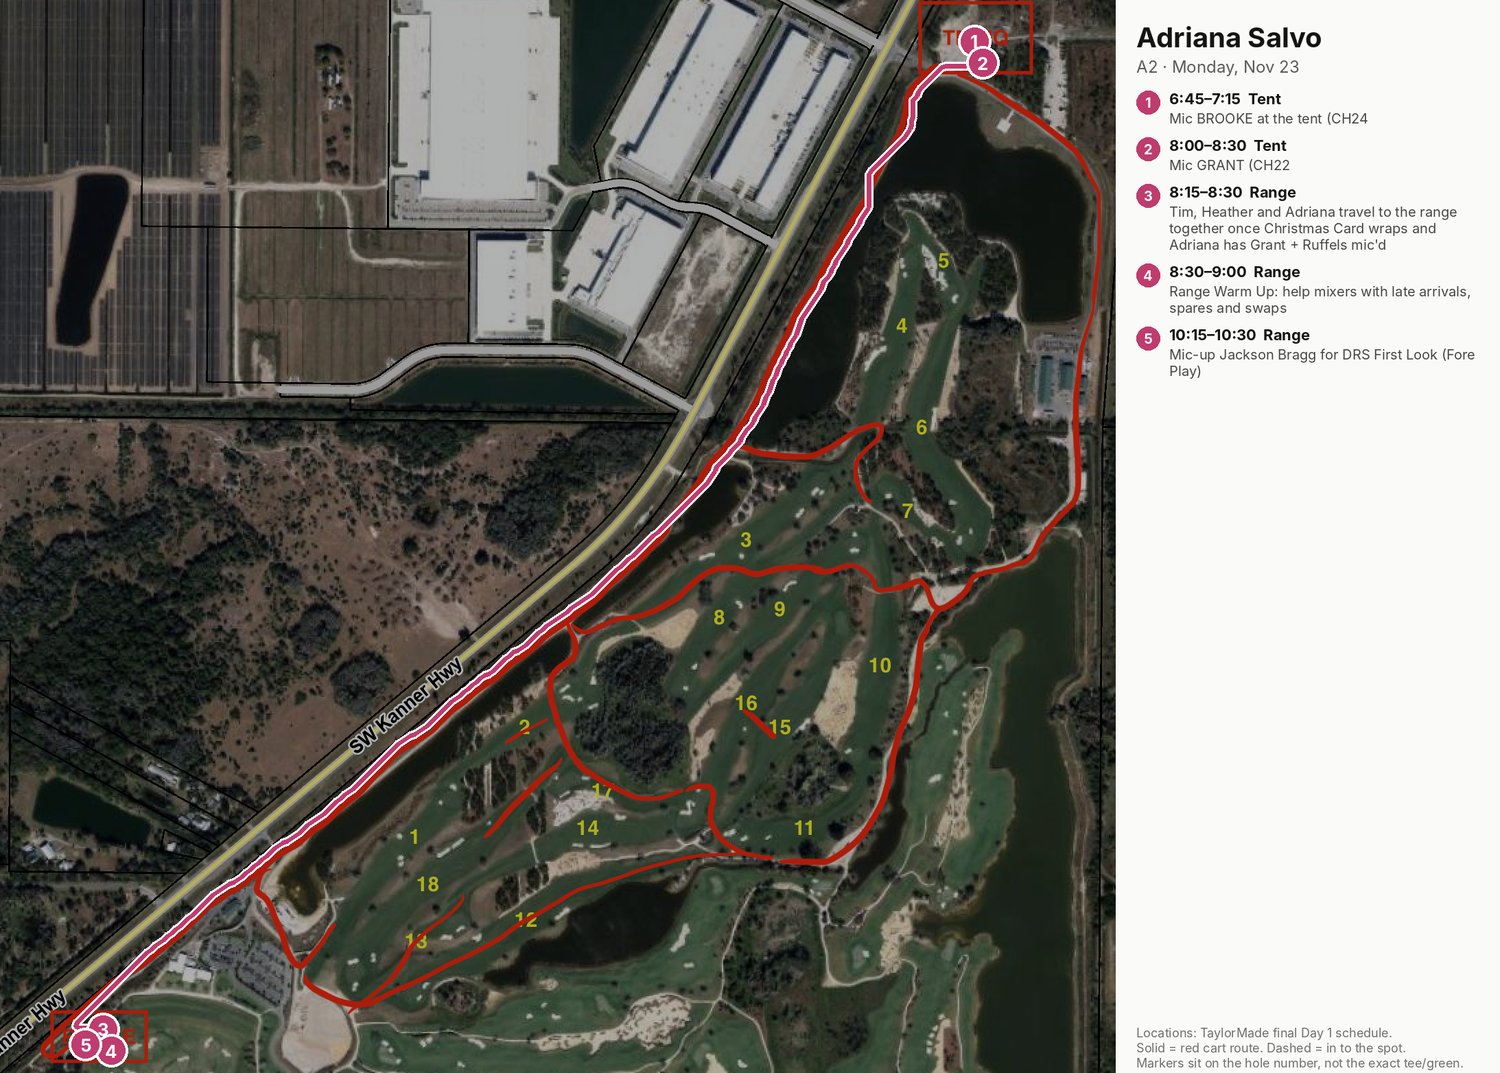 Adriana Salvo
A2 · Monday, Nov 23
1 6:45–7:15 Tent
Mic BROOKE at the tent (CH24
2 8:00–8:30 Tent
Mic GRANT (CH22
3 8:15–8:30 Range
Tim, Heather and Adriana travel to the range
together once Christmas Card wraps and
Adriana has Grant + Ruffels mic'd
4 8:30–9:00 Range
Range Warm Up: help mixers with late arrivals,
spares and swaps
5 10:15–10:30 Range
Mic-up Jackson Bragg for DRS First Look (Fore
Play)
1
2
5
4
6
7
3
9
8
10
16
15
2
17
14
11
1
18
12
13
SW Kanner Hwy
Hwy
3
5
4
Locations: TaylorMade final Day 1 schedule.
Solid = red cart route. Dashed = in to the spot.
Markers sit on the hole number, not the exact tee/green.